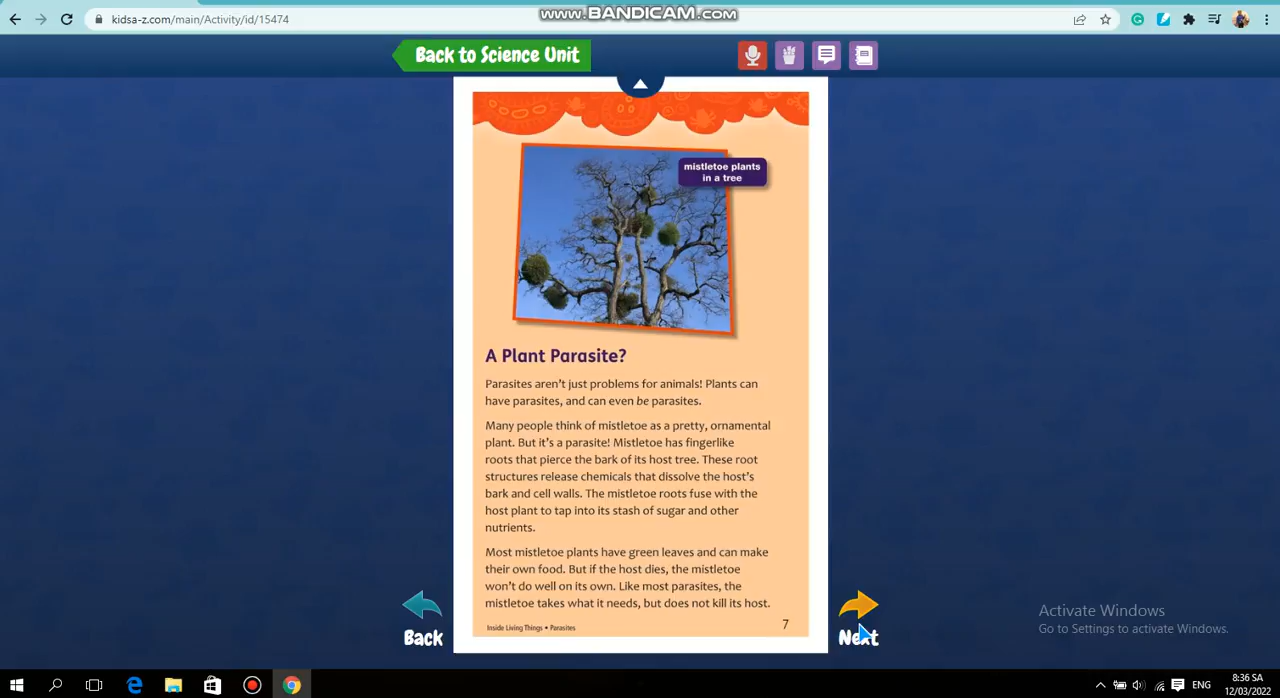 www.BANDICAM.com
kidsa-z.com/main/Activity/id/15474
Back to Science Unit
mistletoe plants
in a tree
A Plant Parasite?
Parasites aren't just problems for animals! Plants can
have parasites, and can even be parasites.
Many people think of mistletoe as a pretty, ornamental
plant. But it's a parasite! Mistletoe has fingerlike
roots that pierce the bark of its host tree. These root
structures release chemicals that dissolve the host's
bark and cell walls. The mistletoe roots fuse with the
host plant to tap into its stash of sugar and other
nutrients.
Most mistletoe plants have green leaves and can make
their own food. But if the host dies, the mistletoe
won't do well on its own. Like most parasites, the
mistletoe takes what it needs, but does not kill its host.
Inside Living Things • Parasites
7
Back
Next
Activate Windows
Go to Settings to activate Windows.
ENG
8:36 SA
12/03/2022